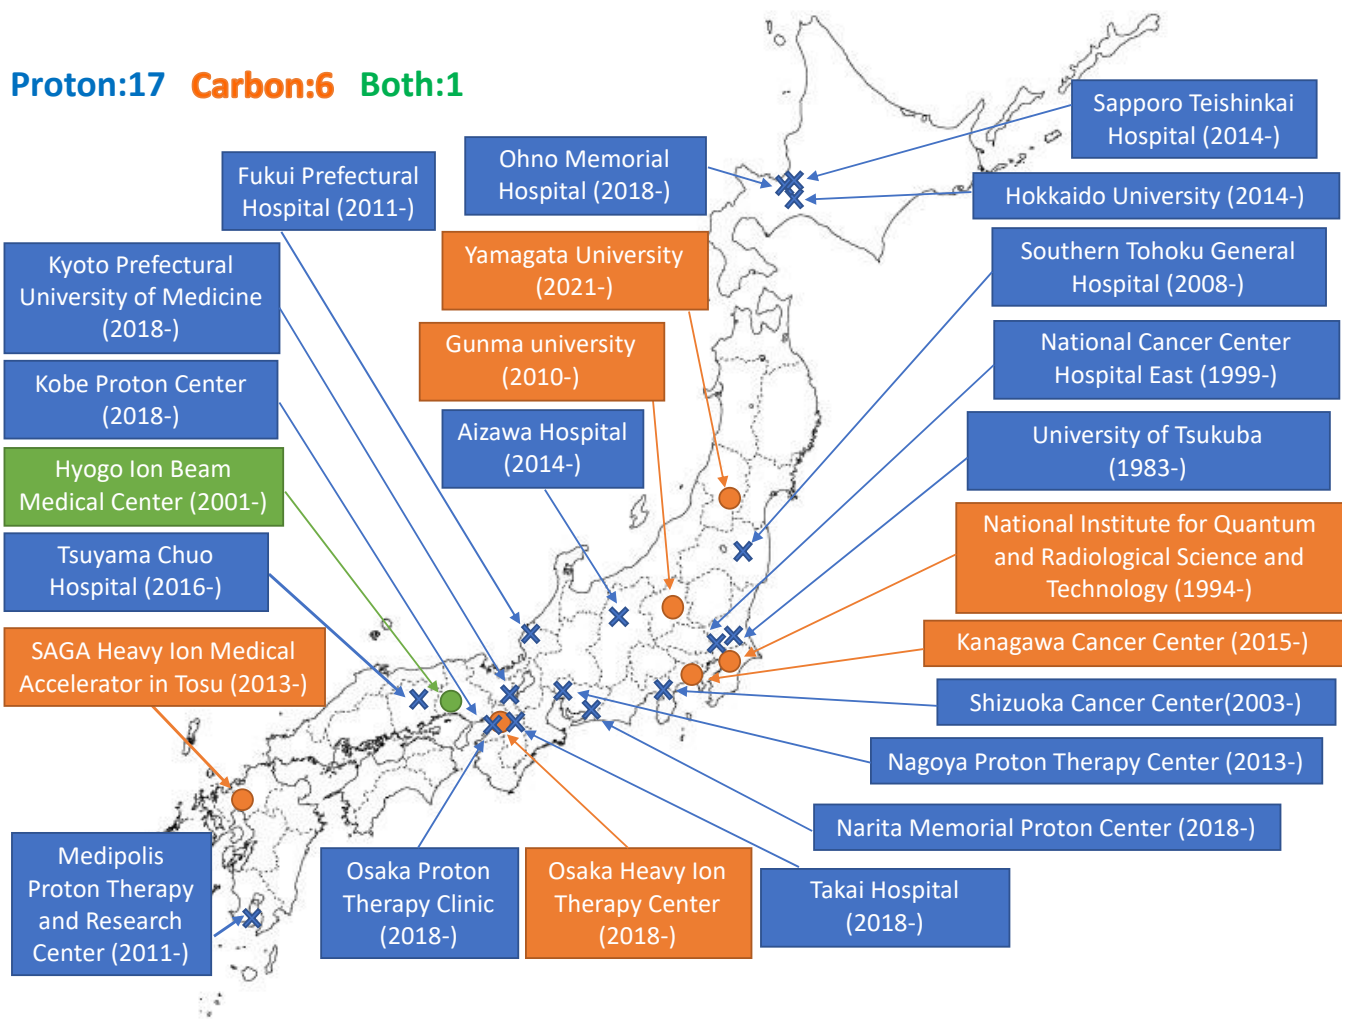 Proton:17 Carbon:6 Both:1
Sapporo Teishinkai
Hospital (2014-)
Ohno Memorial
Hospital (2018-)
Fukui Prefectural
Hospital (2011-)
Hokkaido University (2014-)
Yamagata University
(2021-)
Southern Tohoku General
Hospital (2008-)
Kyoto Prefectural
University of Medicine
(2018-)
Gunma university
(2010-)
National Cancer Center
Hospital East (1999-)
Kobe Proton Center
(2018-)
Aizawa Hospital
(2014-)
University of Tsukuba
(1983-)
Hyogo Ion Beam
Medical Center (2001-)
National Institute for Quantum
and Radiological Science and
Technology (1994-)
Tsuyama Chuo
Hospital (2016-)
Kanagawa Cancer Center (2015-)
SAGA Heavy Ion Medical
Accelerator in Tosu (2013-)
Shizuoka Cancer Center(2003-)
Nagoya Proton Therapy Center (2013-)
Narita Memorial Proton Center (2018-)
Medipolis
Proton Therapy
and Research
Center (2011-)
Osaka Proton
Therapy Clinic
(2018-)
Osaka Heavy Ion
Therapy Center
(2018-)
Takai Hospital
(2018-)